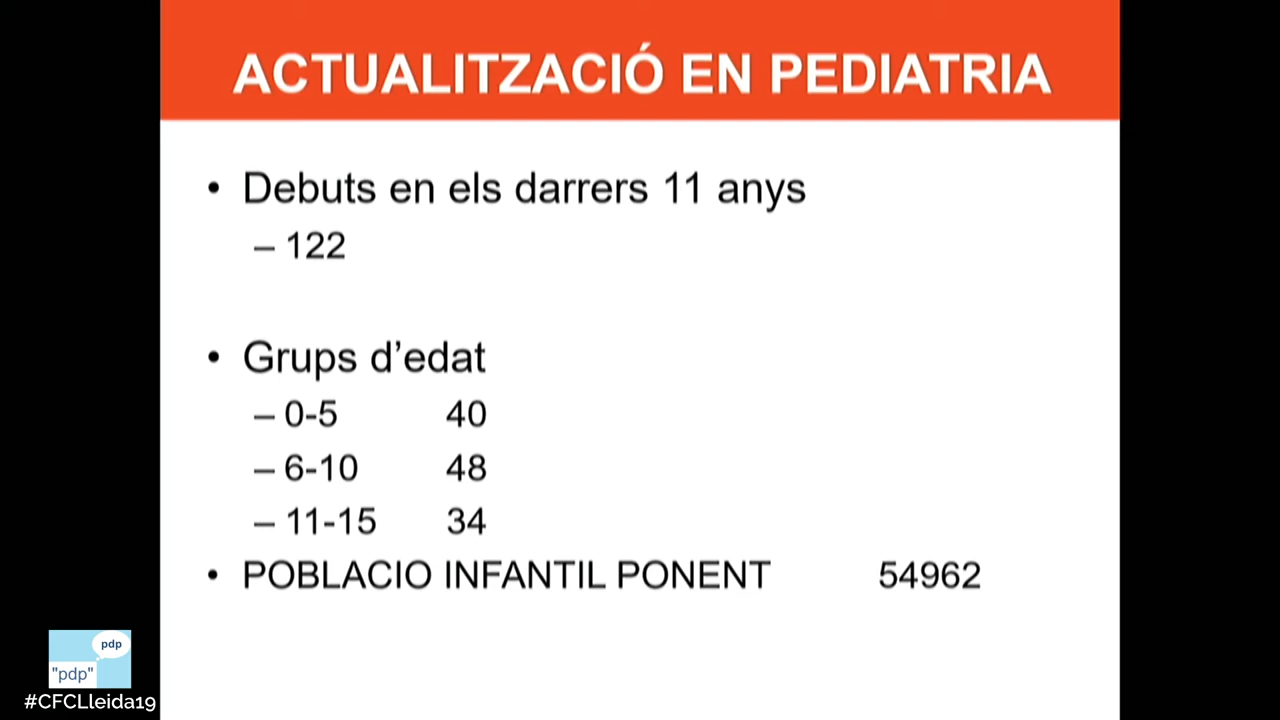 ACTUALITZACIÓ EN PEDIATRIA
• Debuts en els darrers 11 anys
– 122
• Grups d’edat
– 0-5 40
– 6-10 48
– 11-15 34
• POBLACIO INFANTIL PONENT 54962
pdp
"pdp"
#CFCLleida19